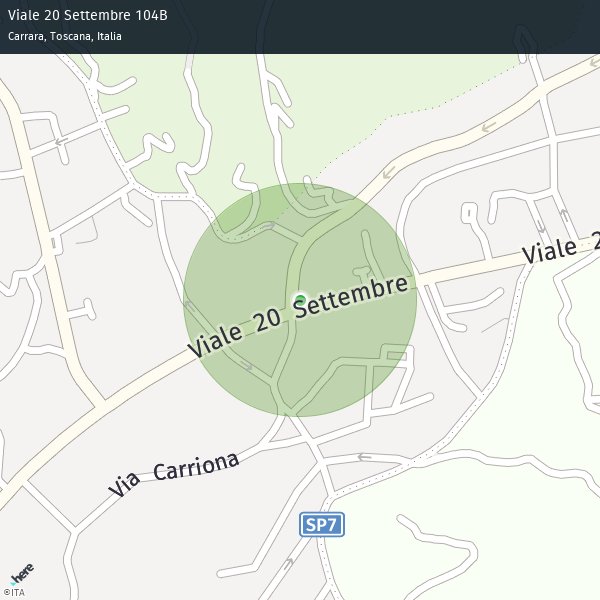 Viale 20 Settembre 104B
Carrara, Toscana, Italia
Viale 2
Viale 20 Settembre
Via Carriona
SP7
here
©ITA